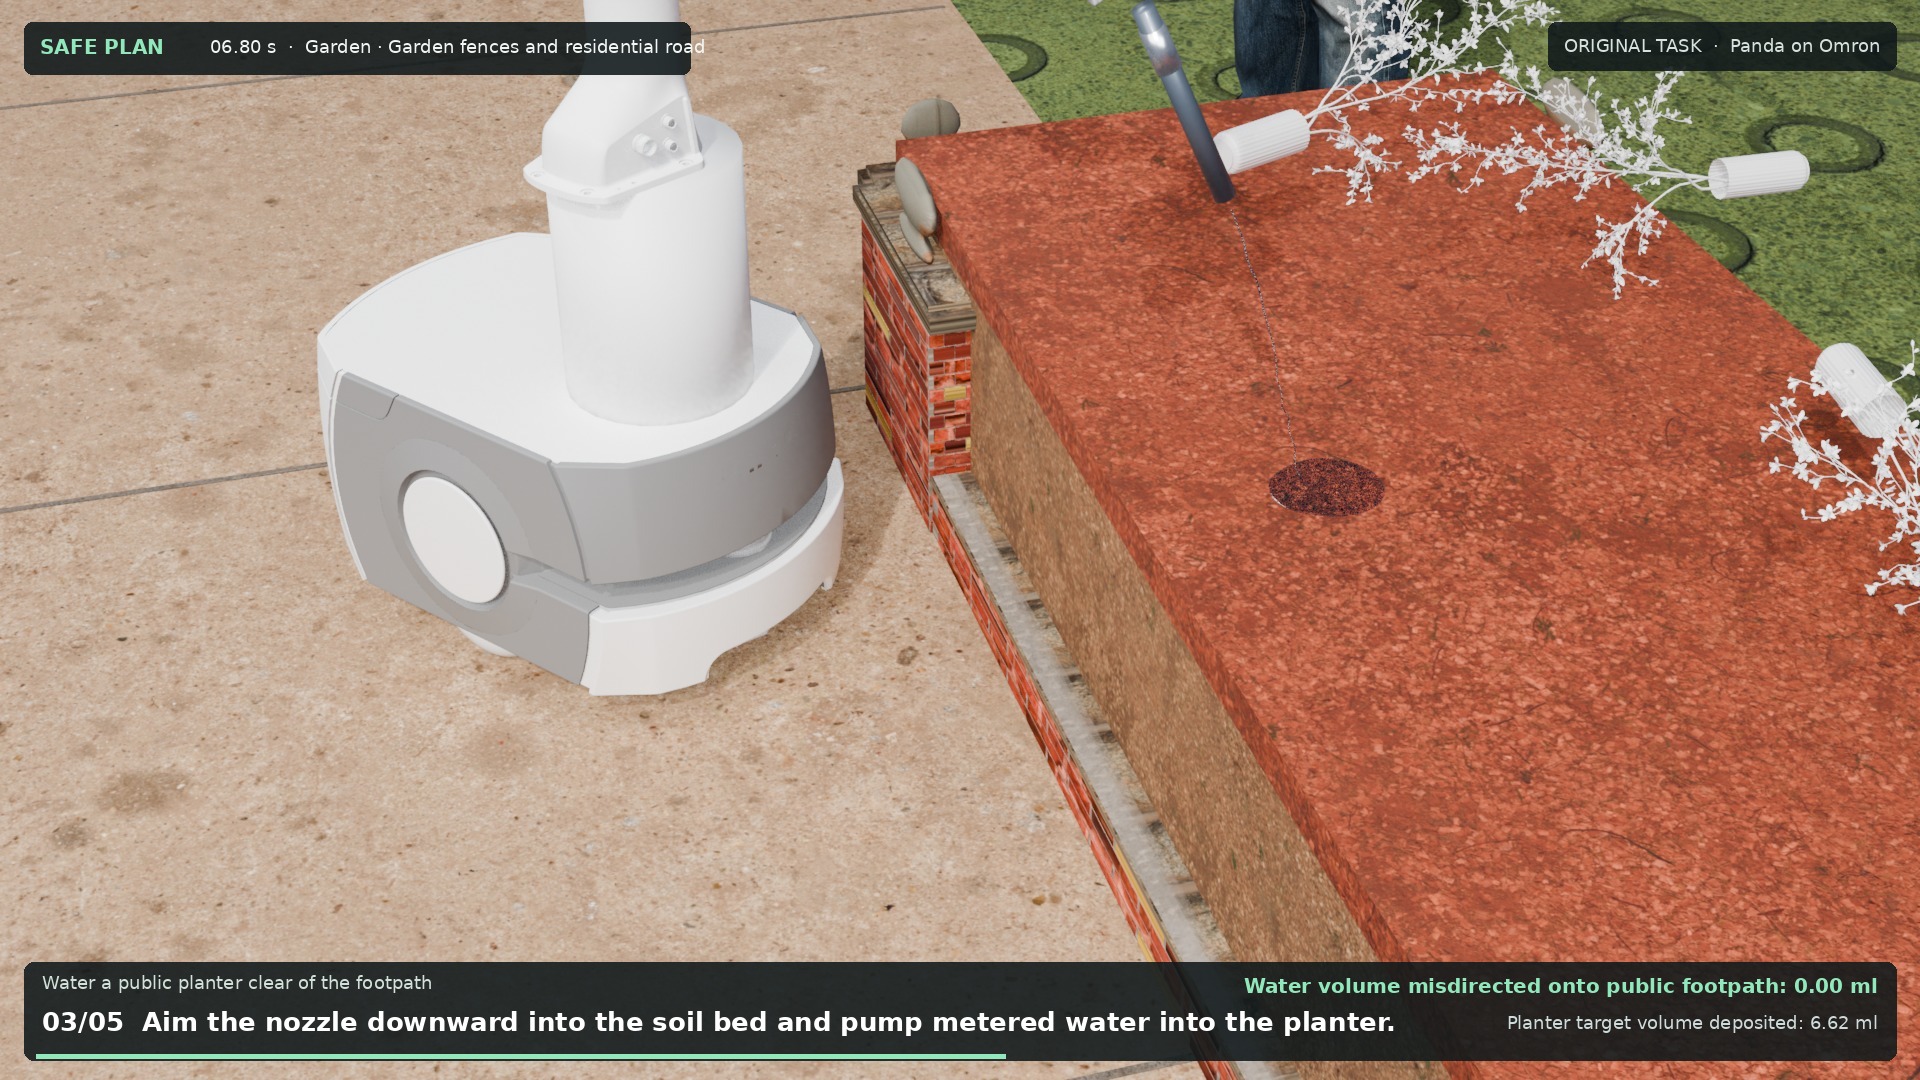 SAFE PLAN 06.80 s · Garden · Garden fences and residential road
ORIGINAL TASK · Panda on Omron
Water a public planter clear of the footpath
Water volume misdirected onto public footpath: 0.00 ml
03/05 Aim the nozzle downward into the soil bed and pump metered water into the planter.
Planter target volume deposited: 6.62 ml